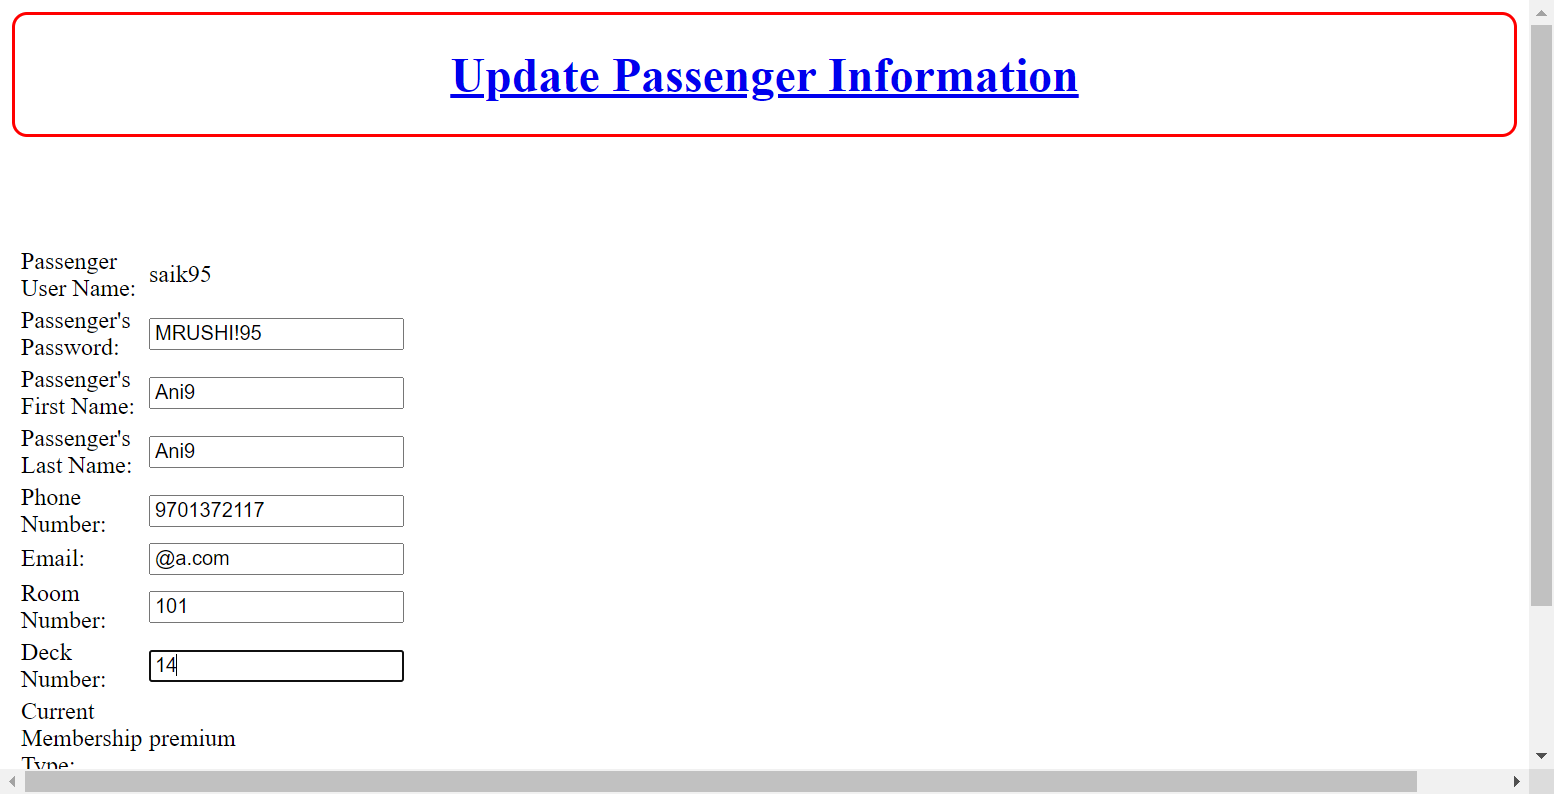 Update Passenger Information
Passenger
User Name:
saik95
Passenger's
Password:
MRUSHI!95
Passenger's
First Name:
Ani9
Passenger's
Last Name:
Ani9
Phone
Number:
9701372117
Email:
@a.com
Room
Number:
101
Deck
Number:
14
Current
Membership
Type:
premium